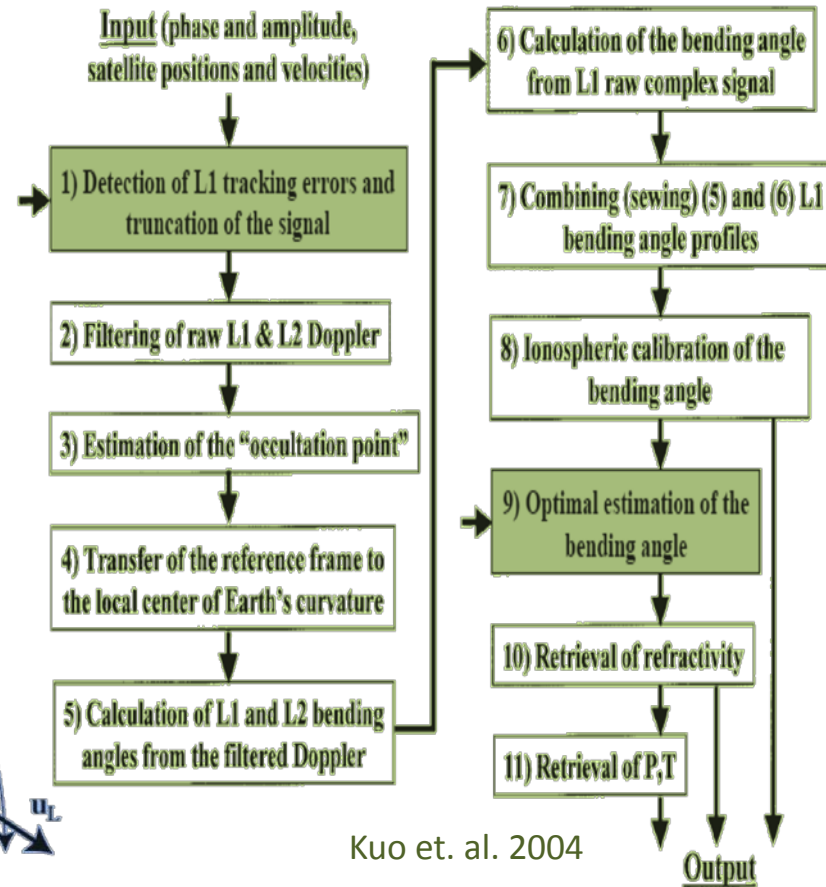 Input (phase and amplitude,
satellite positions and velocities)
1) Detection of L1 tracking errors and
truncation of the signal
2) Filtering of raw L1 & L2 Doppler
3) Estimation of the “occultation point”
4) Transfer of the reference frame to
the local center of Earth's curvature
5) Calculation of L1 and L2 bending
angles from the filtered Doppler
u_L
6) Calculation of the bending angle
from L1 raw complex signal
7) Combining (sewing) (5) and (6) L1
bending angle profiles
8) Ionospheric calibration of the
bending angle
9) Optimal estimation of the
bending angle
10) Retrieval of refractivity
11) Retrieval of P,T
Output
Kuo et. al. 2004